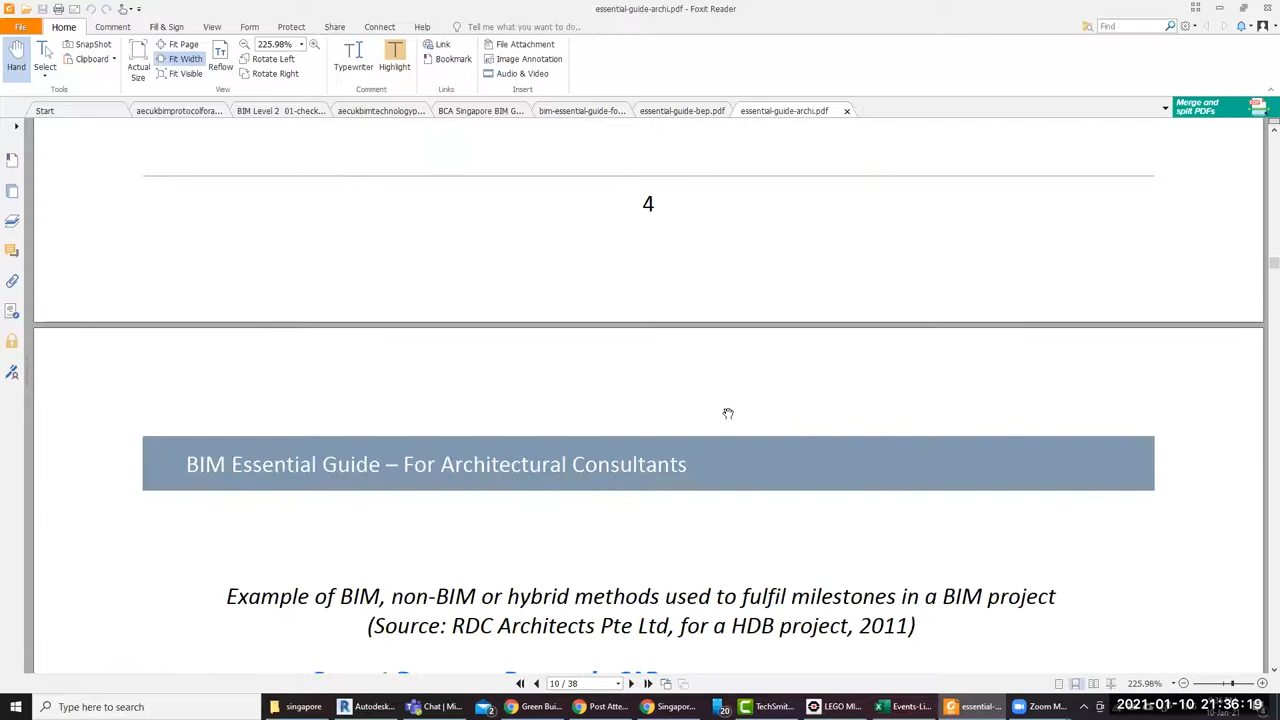 essential-guide-archi.pdf - Foxit Reader
File
Home
Comment
Fill & Sign
View
Form
Protect
Share
Connect
Help
Tell me what you want to do...
Find
Hand
Select
SnapShot
Clipboard
Actual Size
Fit Page
Fit Width
Fit Visible
Reflow
225.98%
Rotate Left
Rotate Right
Typewriter
Highlight
Link
Bookmark
File Attachment
Image Annotation
Audio & Video
Tools
View
Comment
Links
Insert
Start
aecukbimprotocolfora...
BIM Level 2 01-check...
aecukbimtechnologyp...
BCA Singapore BIM G...
bim-essential-guide-fo...
essential-guide-bep.pdf
essential-guide-archi.pdf
Merge and split PDFs
4
BIM Essential Guide – For Architectural Consultants
Example of BIM, non-BIM or hybrid methods used to fulfil milestones in a BIM project
(Source: RDC Architects Pte Ltd, for a HDB project, 2011)
10 / 38
225.98%
Type here to search
singapore
Autodesk...
Chat | Mi...
2
Green Bui...
Post Atte...
Singapor...
20
TechSmit...
LEGO MI...
Events-Li...
essential-...
Zoom M...
2021-01-10 21:36:19